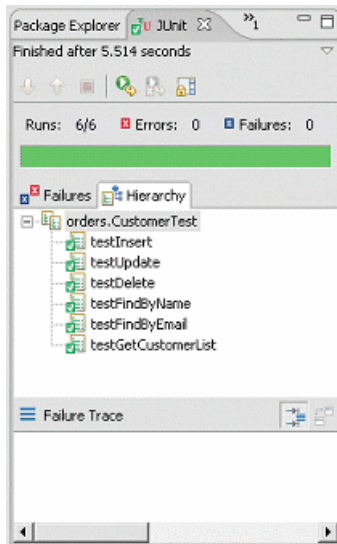 Package Explorer JUnit »1
Finished after 5.514 seconds
Runs: 6/6 Errors: 0 Failures: 0
Failures Hierarchy
orders.CustomerTest
testInsert
testUpdate
testDelete
testFindByName
testFindByEmail
testGetCustomerList
Failure Trace